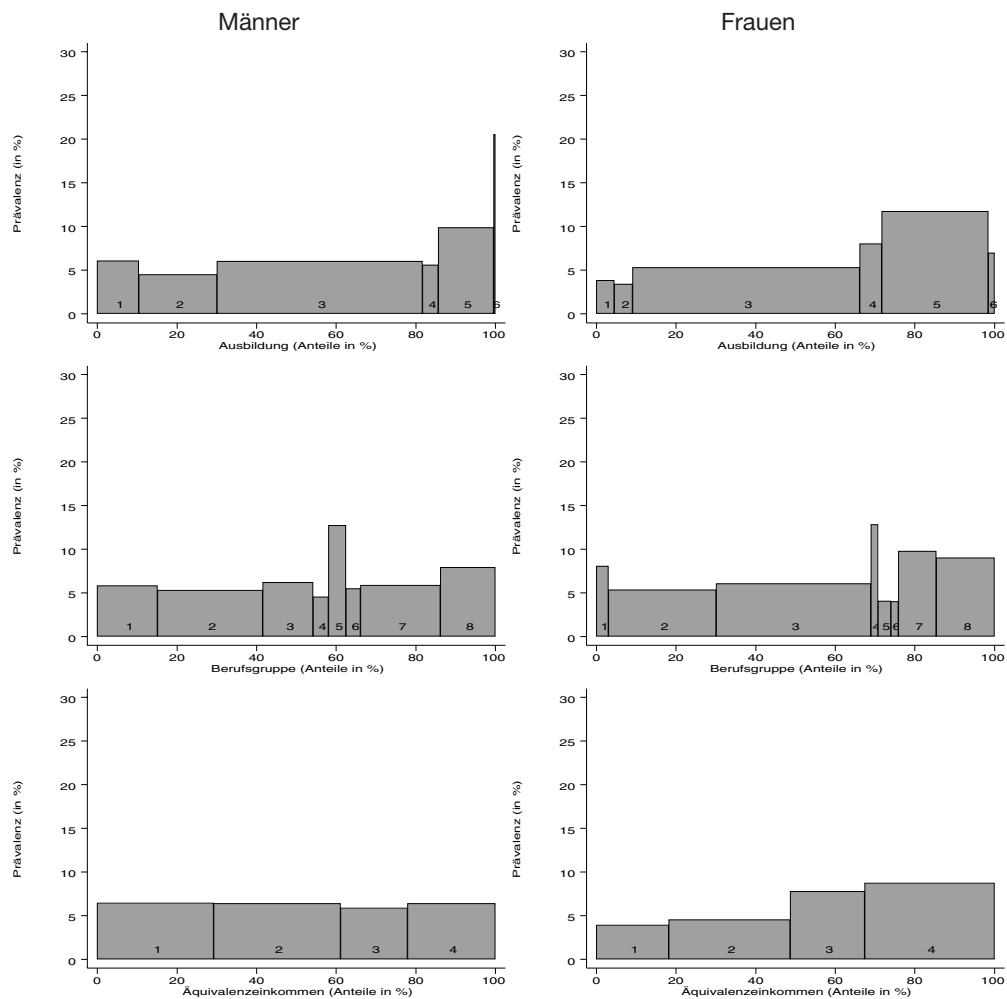 Männer
Frauen
Prävalenz (in %)
30
25
20
15
10
5
0
1 2 3 4 5 6
0 20 40 60 80 100
Ausbildung (Anteile in %)
Prävalenz (in %)
30
25
20
15
10
5
0
1 2 3 4 5 6
0 20 40 60 80 100
Ausbildung (Anteile in %)
Prävalenz (in %)
30
25
20
15
10
5
0
1 2 3 4 5 6 7 8
0 20 40 60 80 100
Berufsgruppe (Anteile in %)
Prävalenz (in %)
30
25
20
15
10
5
0
1 2 3 4 5 6 7 8
0 20 40 60 80 100
Berufsgruppe (Anteile in %)
Prävalenz (in %)
30
25
20
15
10
5
0
1 2 3 4
0 20 40 60 80 100
Äquivalenzeinkommen (Anteile in %)
Prävalenz (in %)
30
25
20
15
10
5
0
1 2 3 4
0 20 40 60 80 100
Äquivalenzeinkommen (Anteile in %)